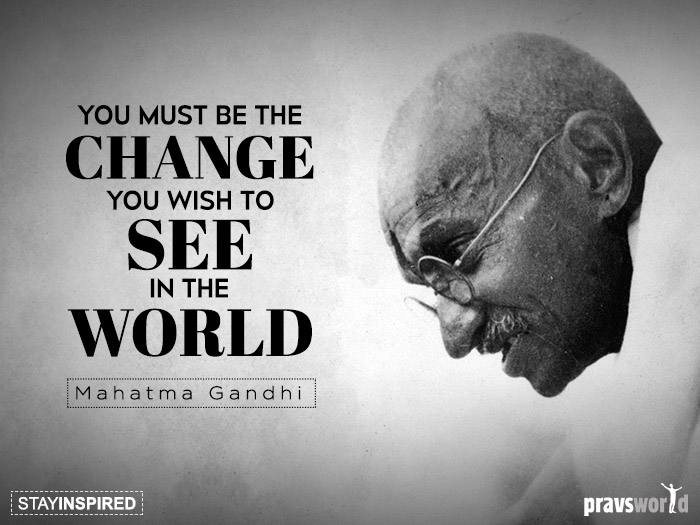 YOU MUST BE THE
CHANGE
YOU WISH TO
SEE
IN THE
WORLD
Mahatma Gandhi
STAYINSPIRED
pravsworld